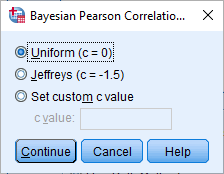 Bayesian Pearson Correlatio...
Uniform (c = 0)
Jeffreys (c = -1.5)
Set custom c value
c value:
Continue Cancel Help